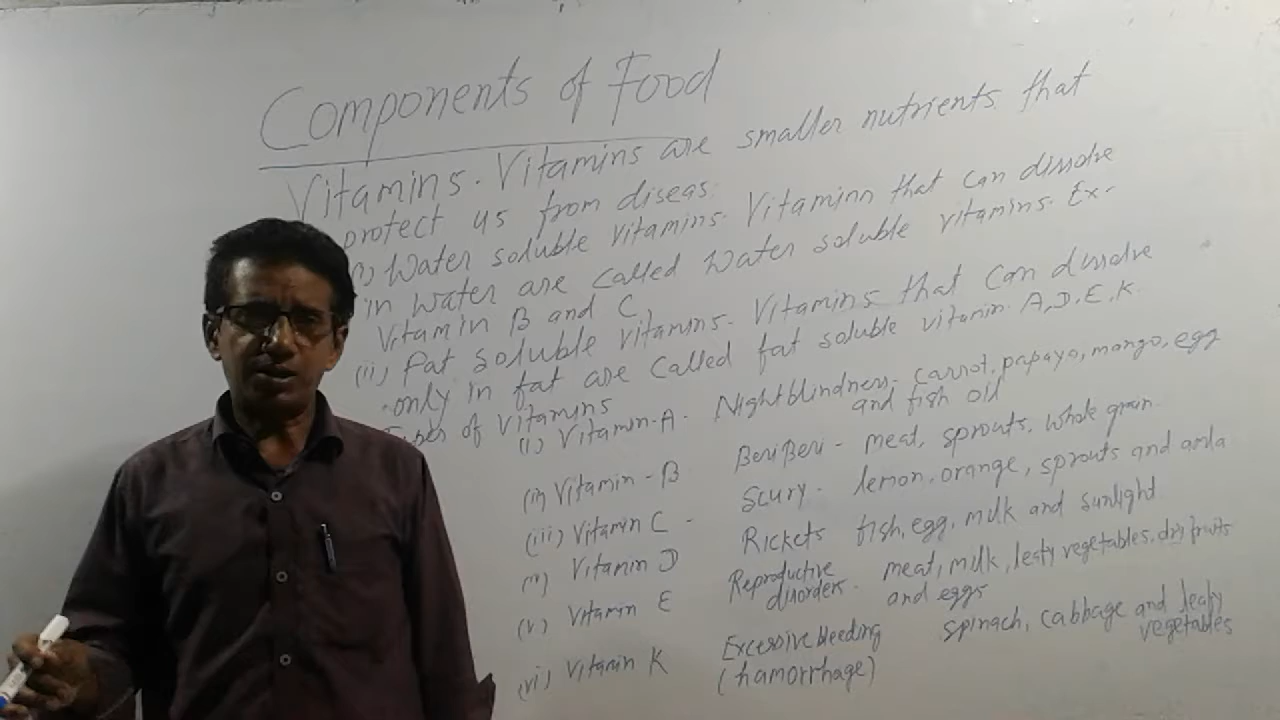 Components of Food
Vitamins. Vitamins are smaller nutrients that
protect us from diseas.
(i) Water soluble vitamins. Vitaminn that can dissolve
in water are called Water soluble vitamins. Ex-
Vitamin B and C
(ii) Fat soluble vitamins. Vitamins that can dissolve
only in fat are called fat soluble vitamin. A,D,E,K.
of Vitamins
(i) Vitamin-A- Nightblindness- carrot, papaya, mango, egg
and fish oil
(ii) Vitamin - B BeriBeri - meat, sprouts, whole grain.
(iii) Vitamin C - Scury - lemon, orange, sprouts and amla
(iv) Vitamin D Rickets fish, egg, milk and sunlight
(v) Vitamin E Reproductive disorders - meat, milk, leafy vegetables, dry fruits
and eggs
(vi) Vitamin K Excessive bleeding spinach, cabbage and leafy
(hamorrhage) vegetables